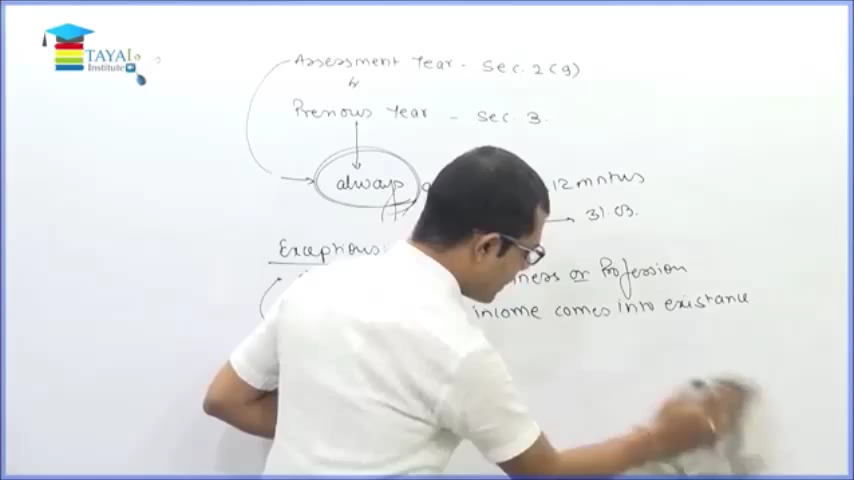 TAYAL
Institute
Assessment Year - Sec. 2(9)
Previous Year - Sec 3.
always 12 months
31.03.
Exceptions:
or Profession
income comes into existance